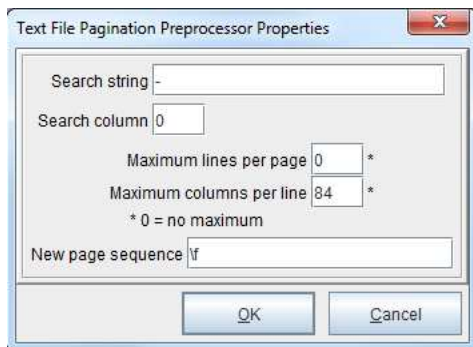 Text File Pagination Preprocessor Properties
Search string -
Search column 0
Maximum lines per page 0 *
Maximum columns per line 84 *
* 0 = no maximum
New page sequence \f
OK Cancel